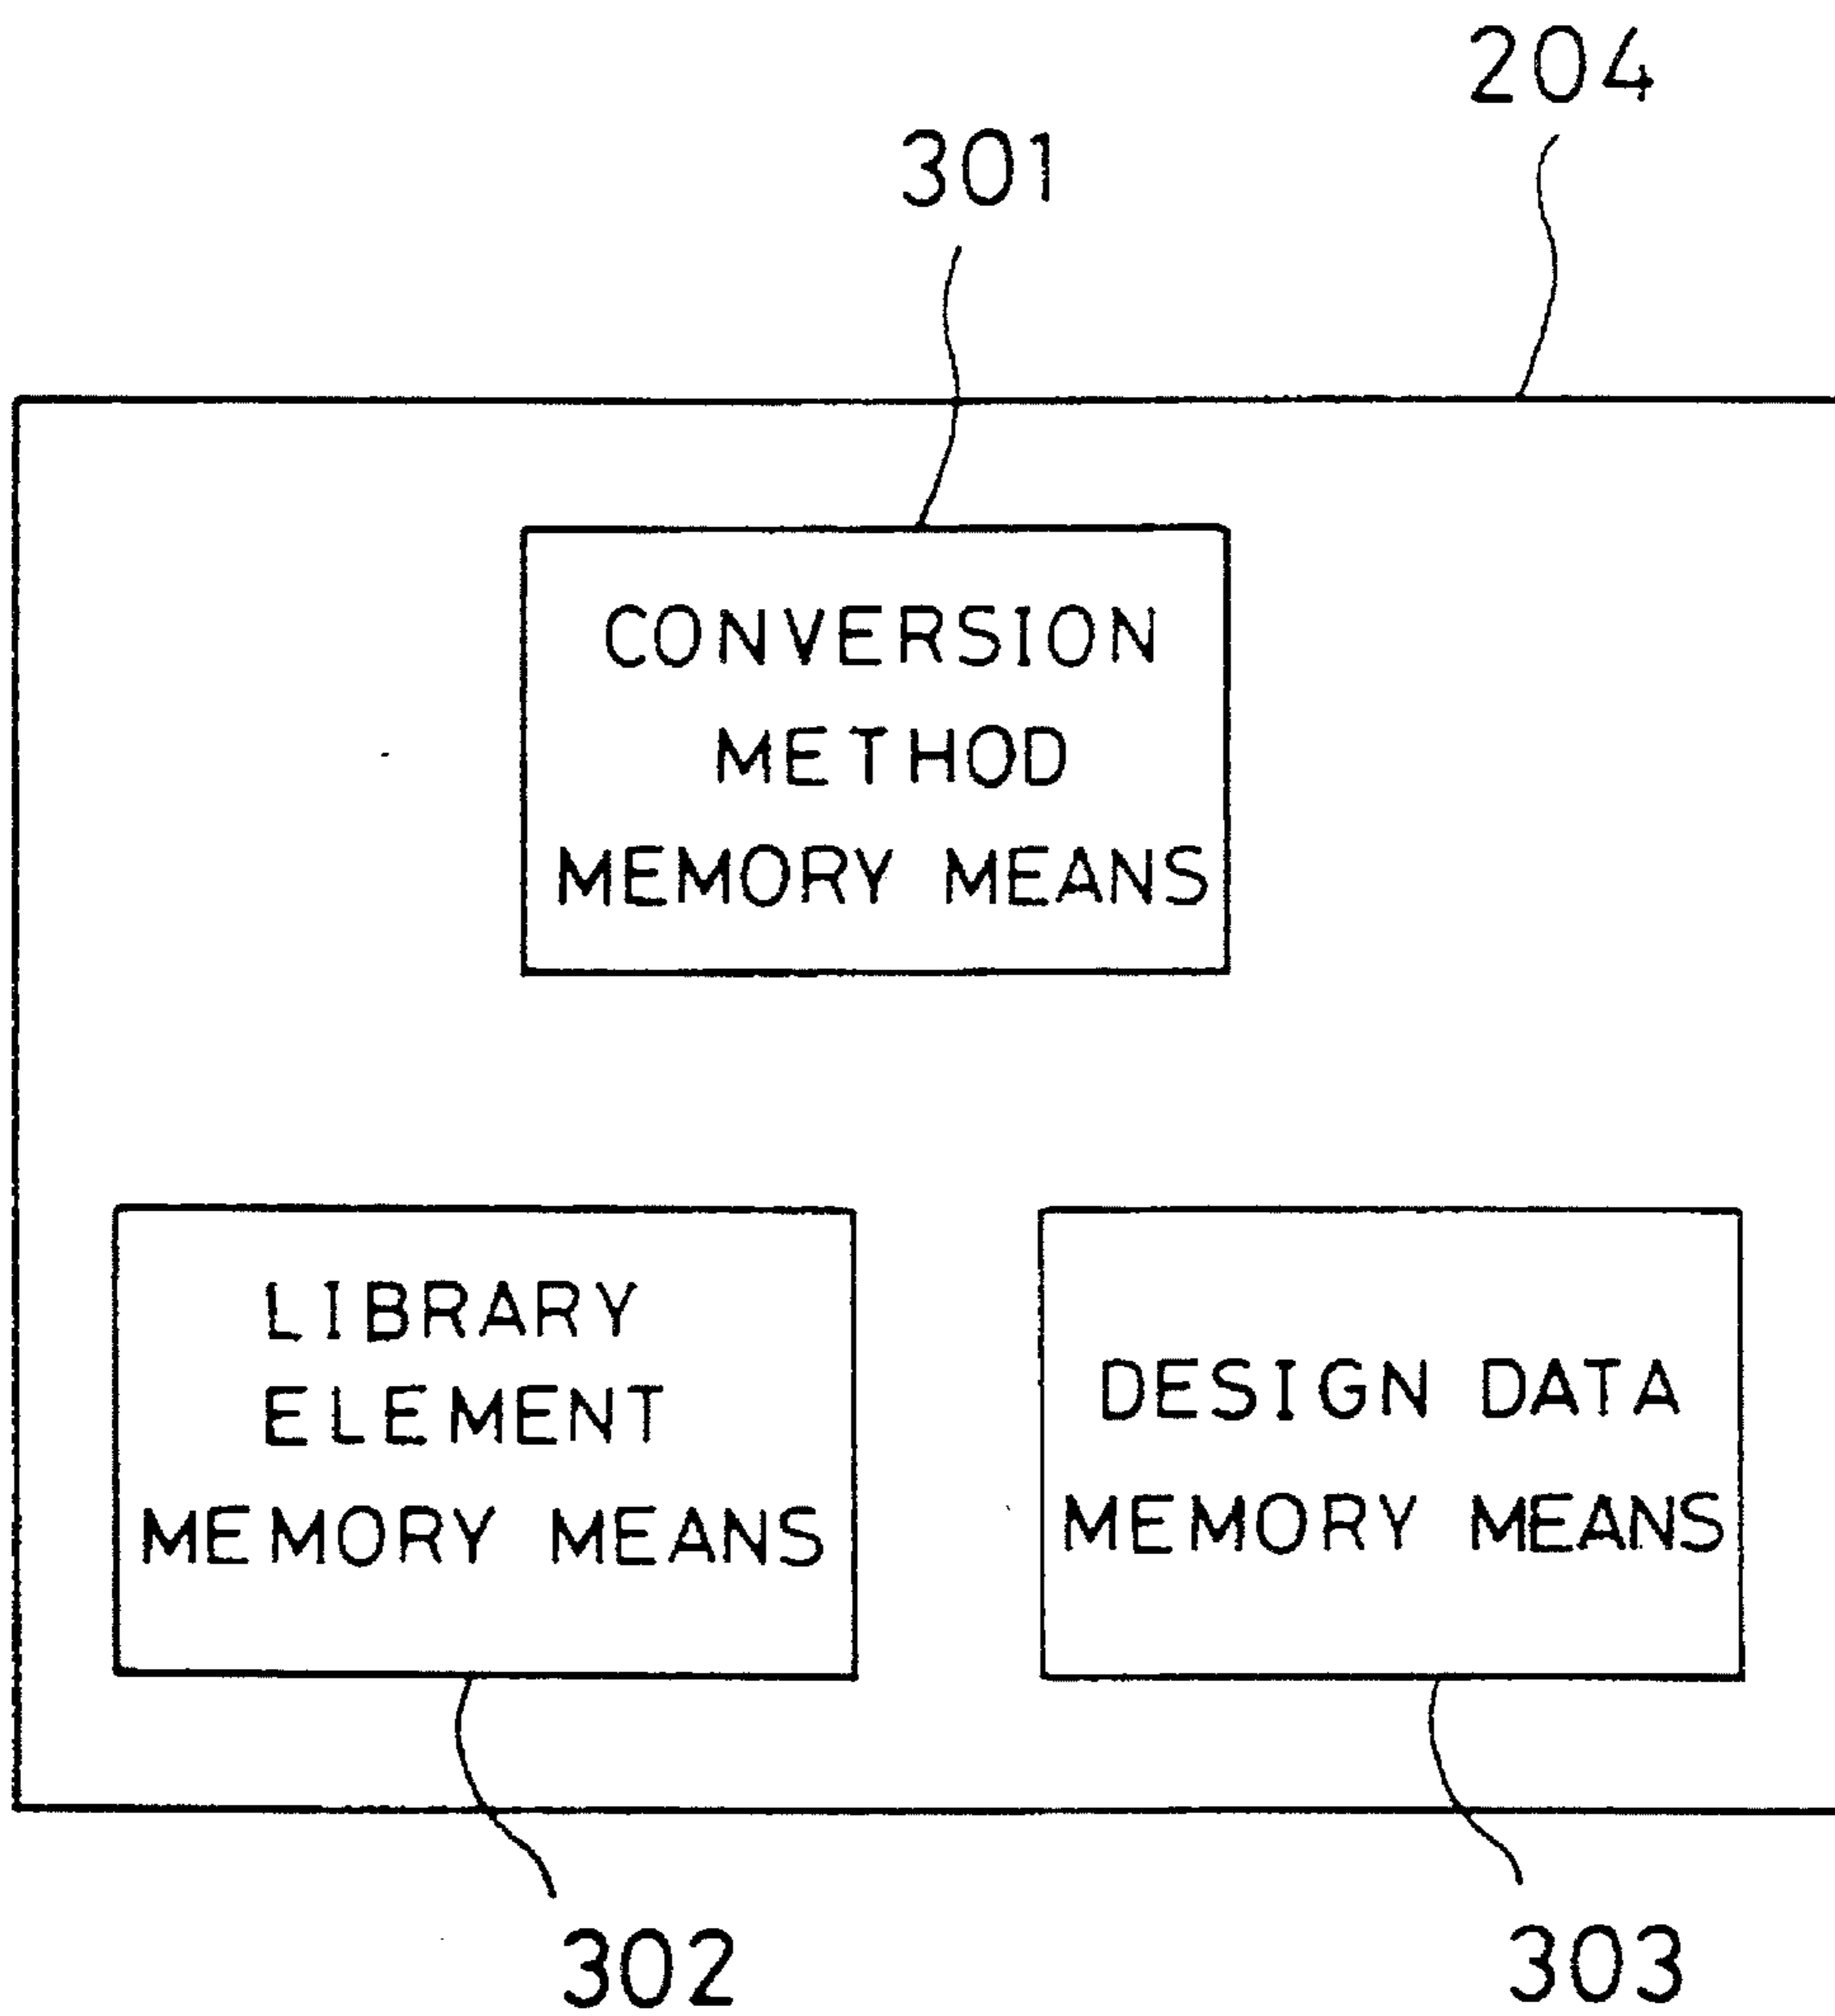 204
301
CONVERSION
METHOD
MEMORY MEANS
LIBRARY
ELEMENT
MEMORY MEANS
DESIGN DATA
MEMORY MEANS
302
303